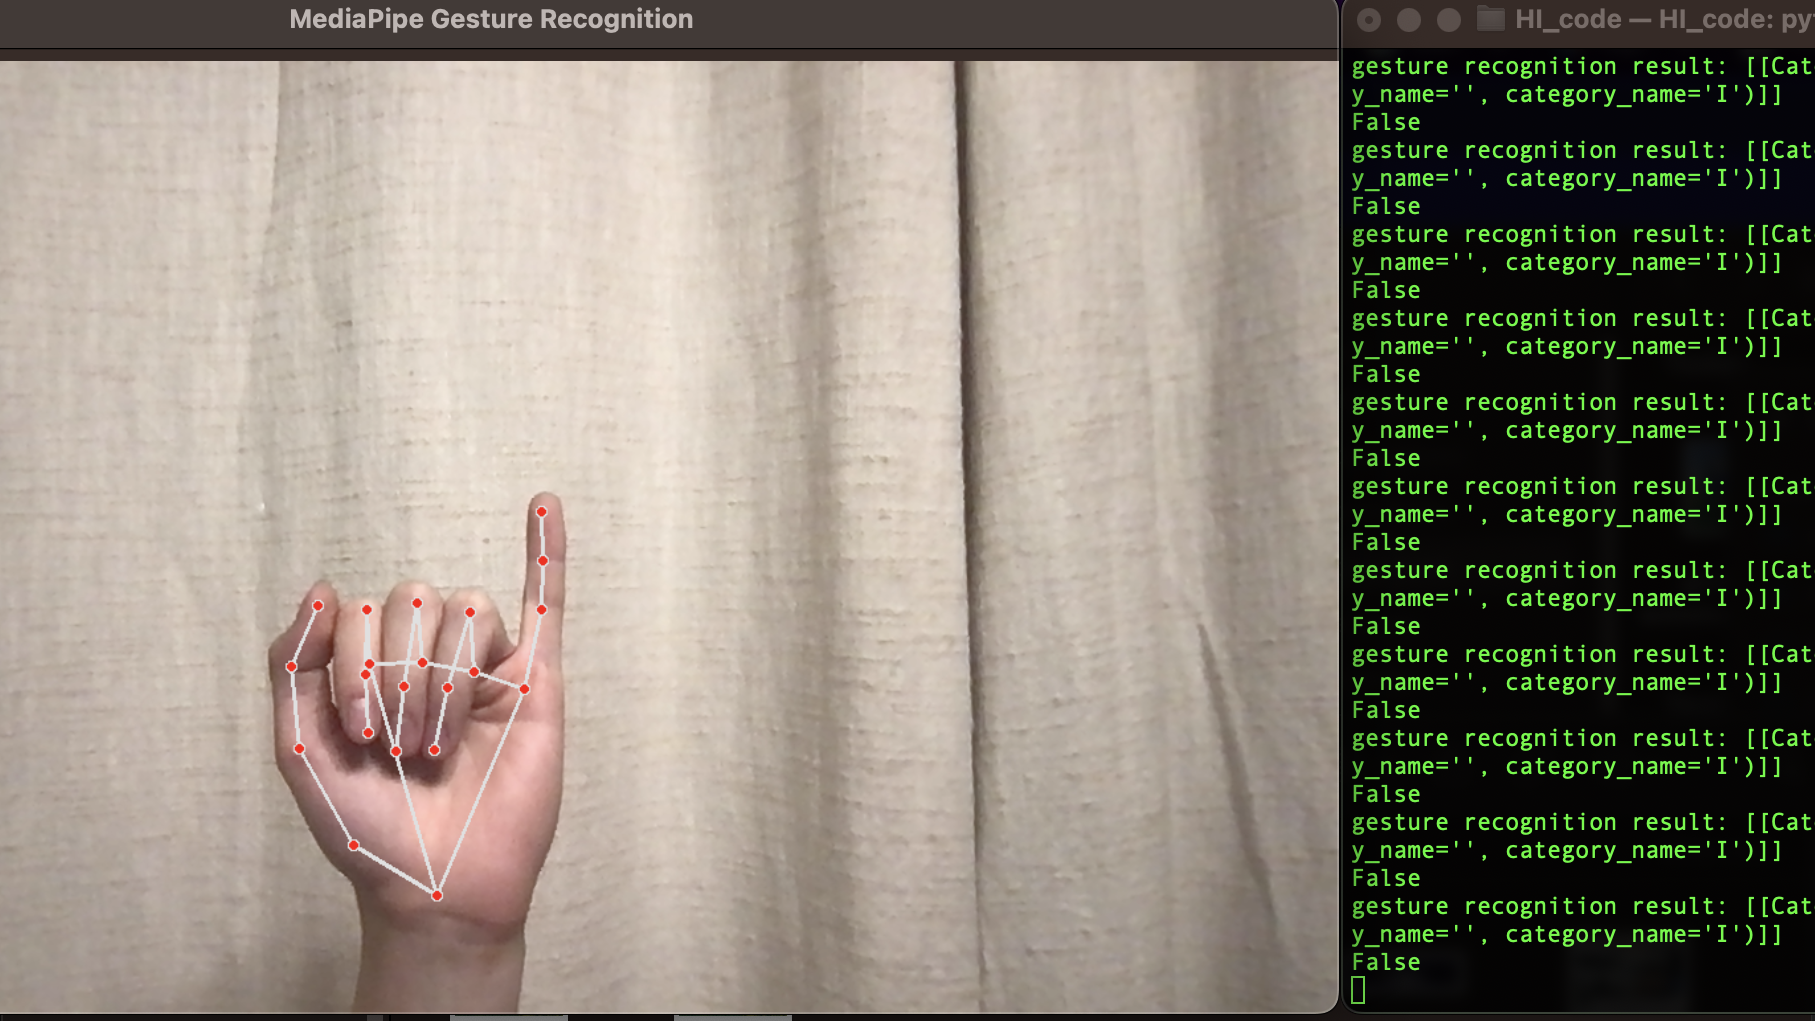 MediaPipe Gesture Recognition
HI_code — HI_code: py
gesture recognition result: [[Cat
y_name='', category_name='I')]]
False
gesture recognition result: [[Cat
y_name='', category_name='I')]]
False
gesture recognition result: [[Cat
y_name='', category_name='I')]]
False
gesture recognition result: [[Cat
y_name='', category_name='I')]]
False
gesture recognition result: [[Cat
y_name='', category_name='I')]]
False
gesture recognition result: [[Cat
y_name='', category_name='I')]]
False
gesture recognition result: [[Cat
y_name='', category_name='I')]]
False
gesture recognition result: [[Cat
y_name='', category_name='I')]]
False
gesture recognition result: [[Cat
y_name='', category_name='I')]]
False
gesture recognition result: [[Cat
y_name='', category_name='I')]]
False
gesture recognition result: [[Cat
y_name='', category_name='I')]]
False